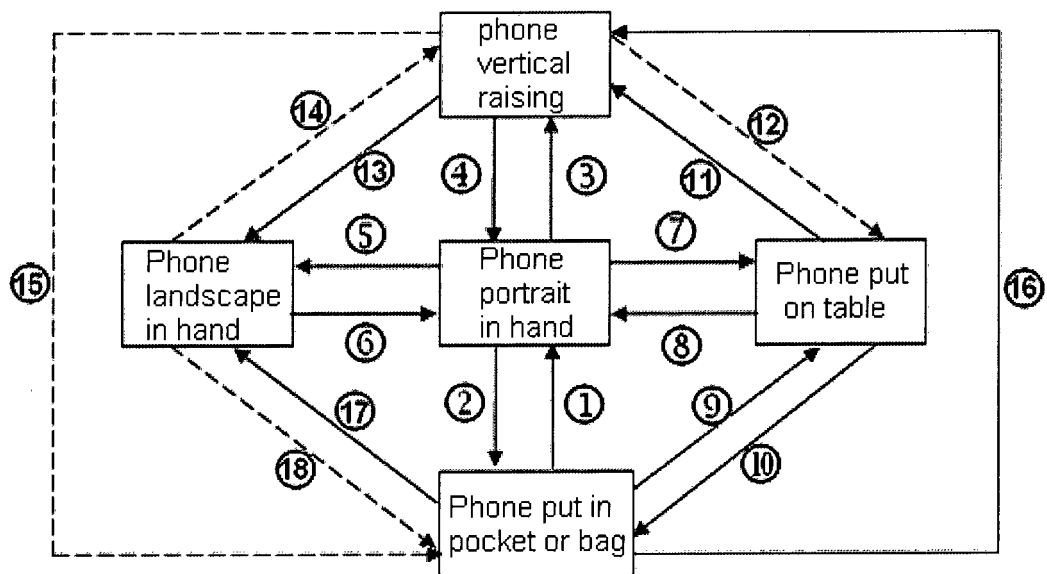 phone
vertical
raising
⑭
⑫
⑬
④
③
⑪
⑤
⑦
Phone
landscape
in hand
Phone
portrait
in hand
Phone put
on table
⑮
⑯
⑥
⑧
⑰
②
①
⑨
⑱
⑩
Phone put in
pocket or bag